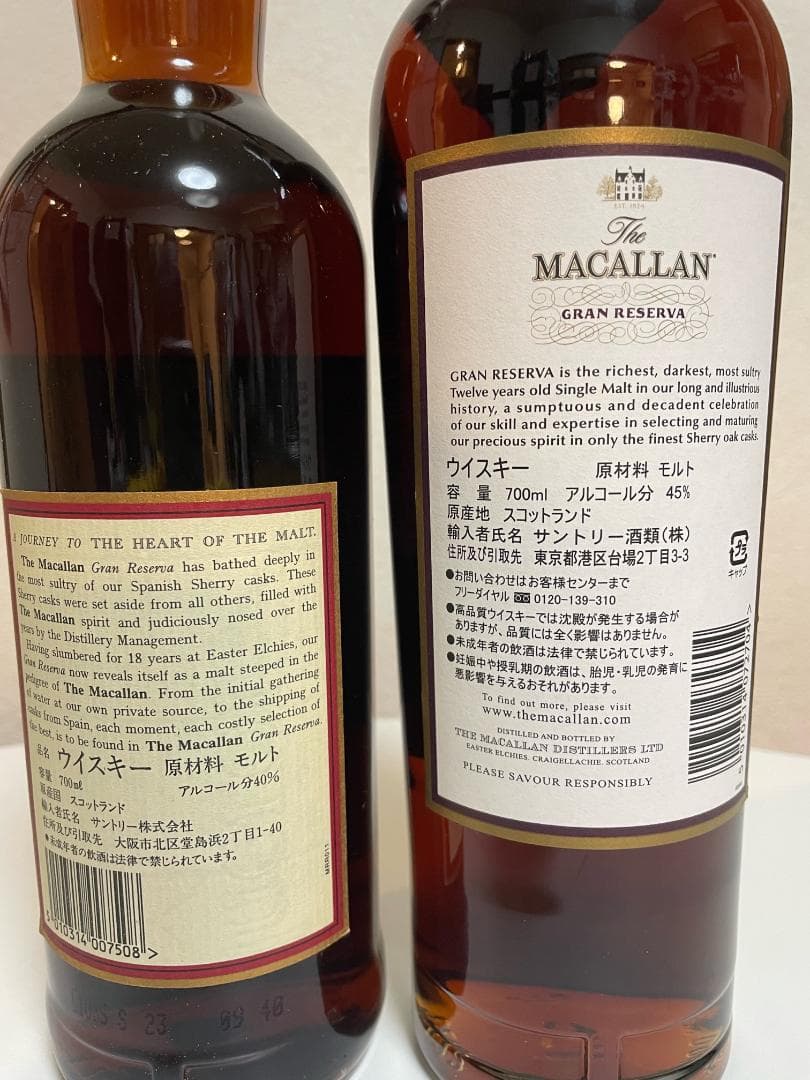 A JOURNEY TO THE HEART OF THE MALT.
The Macallan Gran Reserva has bathed deeply in
the most sultry of our Spanish Sherry casks. These
Sherry casks were set aside from all others, filled with
The Macallan spirit and judiciously nosed over the
years by the Distillery Management.
Having slumbered for 18 years at Easter Elchies, our
Gran Reserva now reveals itself as a malt steeped in the
pedigree of The Macallan. From the initial gathering
of water at our own private source, to the shipping of
casks from Spain, each moment, each costly selection of
the best, is to be found in The Macallan Gran Reserva.
品名 ウイスキー 原材料 モルト
容量 700ml アルコール分40%
原産国 スコットランド
輸入者氏名 サントリー株式会社
住所及び引取先 大阪市北区堂島浜2丁目1-40
●未成年者の飲酒は法律で禁じられています。
MRR011
5 010314 007508 >
23 09 40
EST. 1824
The
MACALLAN
GRAN RESERVA
GRAN RESERVA is the richest, darkest, most sultry
Twelve years old Single Malt in our long and illustrious
history, a sumptuous and decadent celebration
of our skill and expertise in selecting and maturing
our precious spirit in only the finest Sherry oak casks.
ウイスキー 原材料 モルト
容 量 700ml アルコール分 45%
原産地 スコットランド
輸入者氏名 サントリー酒類(株)
住所及び引取先 東京都港区台場2丁目3-3
●お問い合わせはお客様センターまで
フリーダイヤル 0120-139-310
●高品質ウイスキーでは沈殿が発生する場合が
ありますが、品質には全く影響はありません。
●未成年者の飲酒は法律で禁じられています。
●妊娠中や授乳期の飲酒は、胎児・乳児の発育に
悪影響を与えるおそれがあります。
プラ
キャップ
To find out more, please visit
www.themacallan.com
DISTILLED AND BOTTLED BY
THE MACALLAN DISTILLERS LTD
EASTER ELCHIES, CRAIGELLACHIE, SCOTLAND
PLEASE SAVOUR RESPONSIBLY
5 010314 072704 >